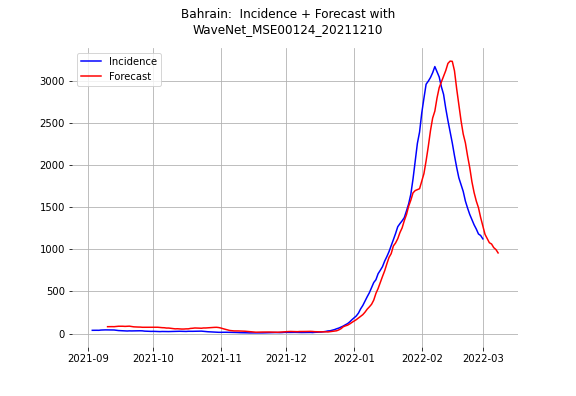 Bahrain:  Incidence + Forecast with
WaveNet_MSE00124_20211210
Incidence
Forecast
3000
2500
2000
1500
1000
500
0
2021-09 2021-10 2021-11 2021-12 2022-01 2022-02 2022-03